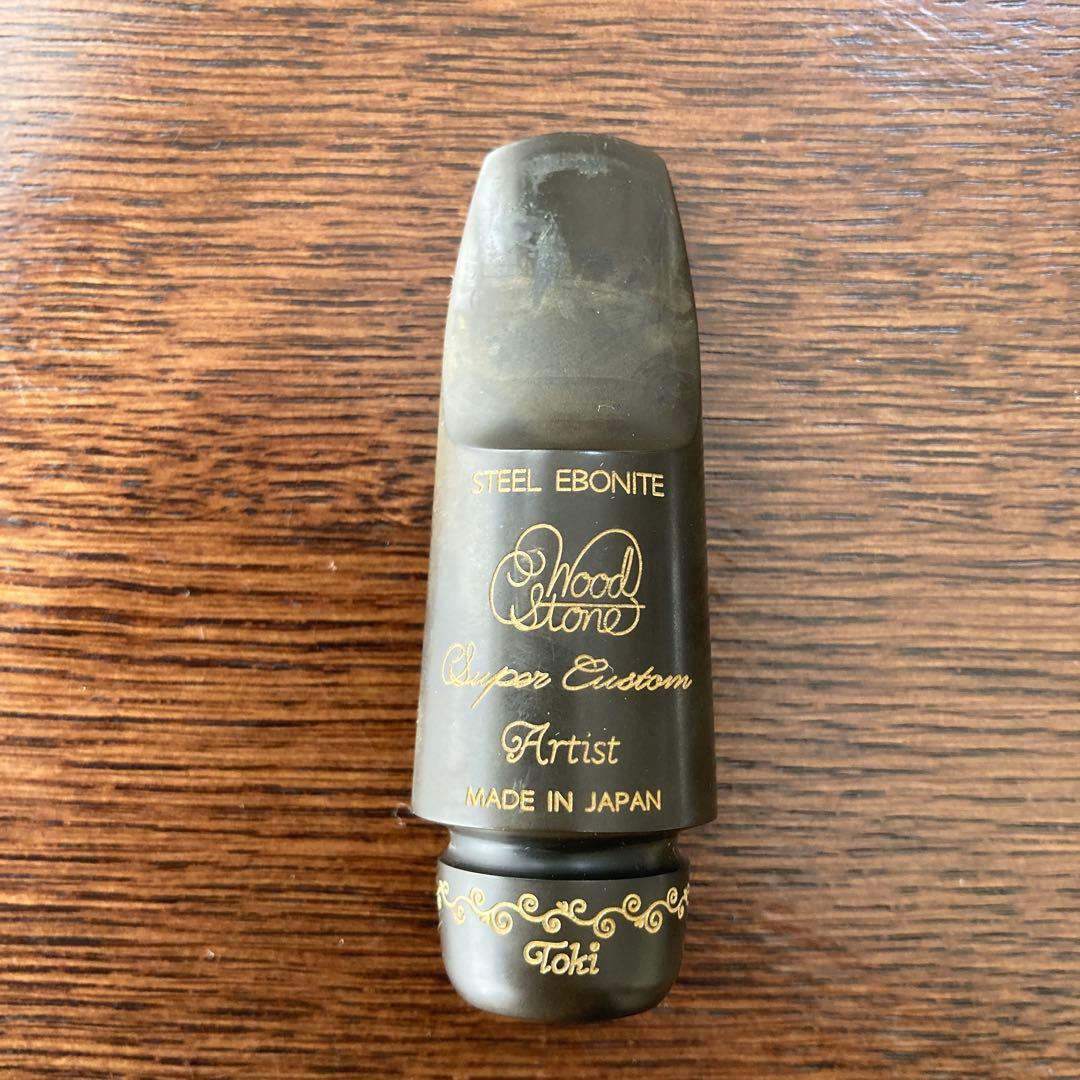 STEEL EBONITE
Wood
Stone
Super Custom
Artist
MADE IN JAPAN
Toki